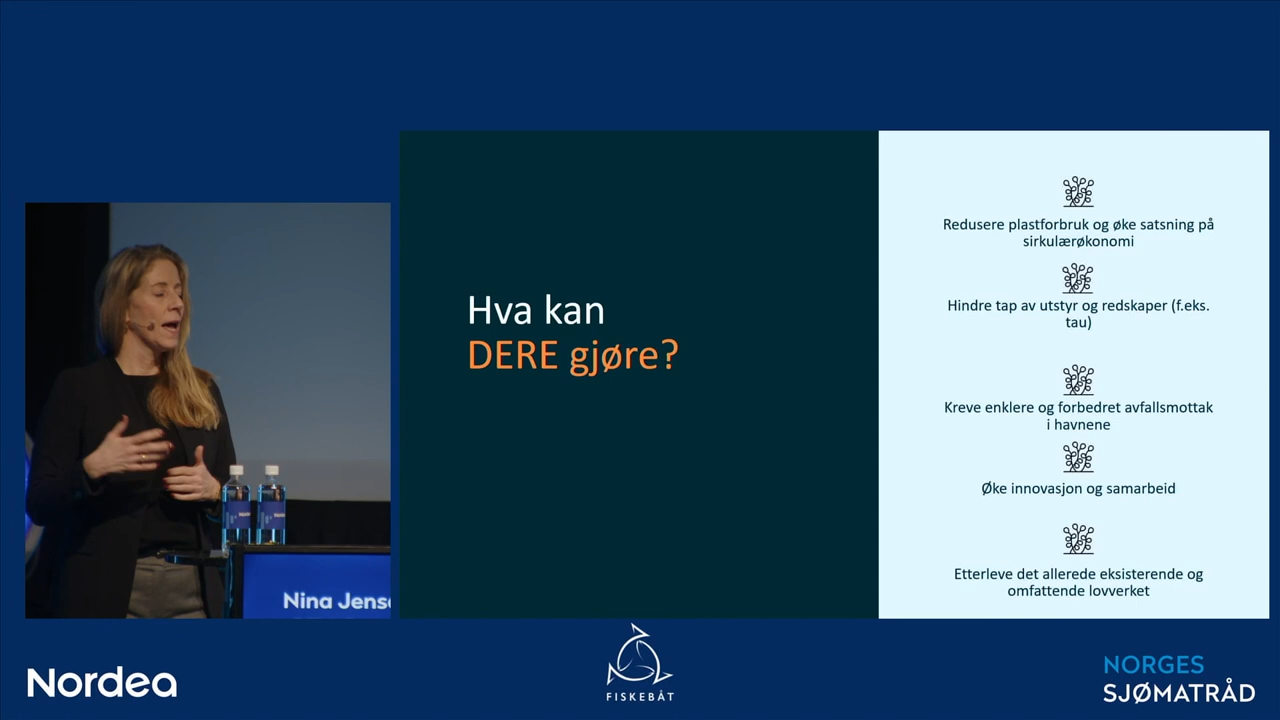 Hva kan
DERE gjøre?
Redusere plastforbruk og øke satsning på
sirkulærøkonomi
Hindre tap av utstyr og redskaper (f.eks.
tau)
Kreve enklere og forbedret avfallsmottak
i havnene
Øke innovasjon og samarbeid
Etterleve det allerede eksisterende og
omfattende lovverket
Nina Jens
Nordea
FISKEBÅT
NORGES
SJØMATRÅD